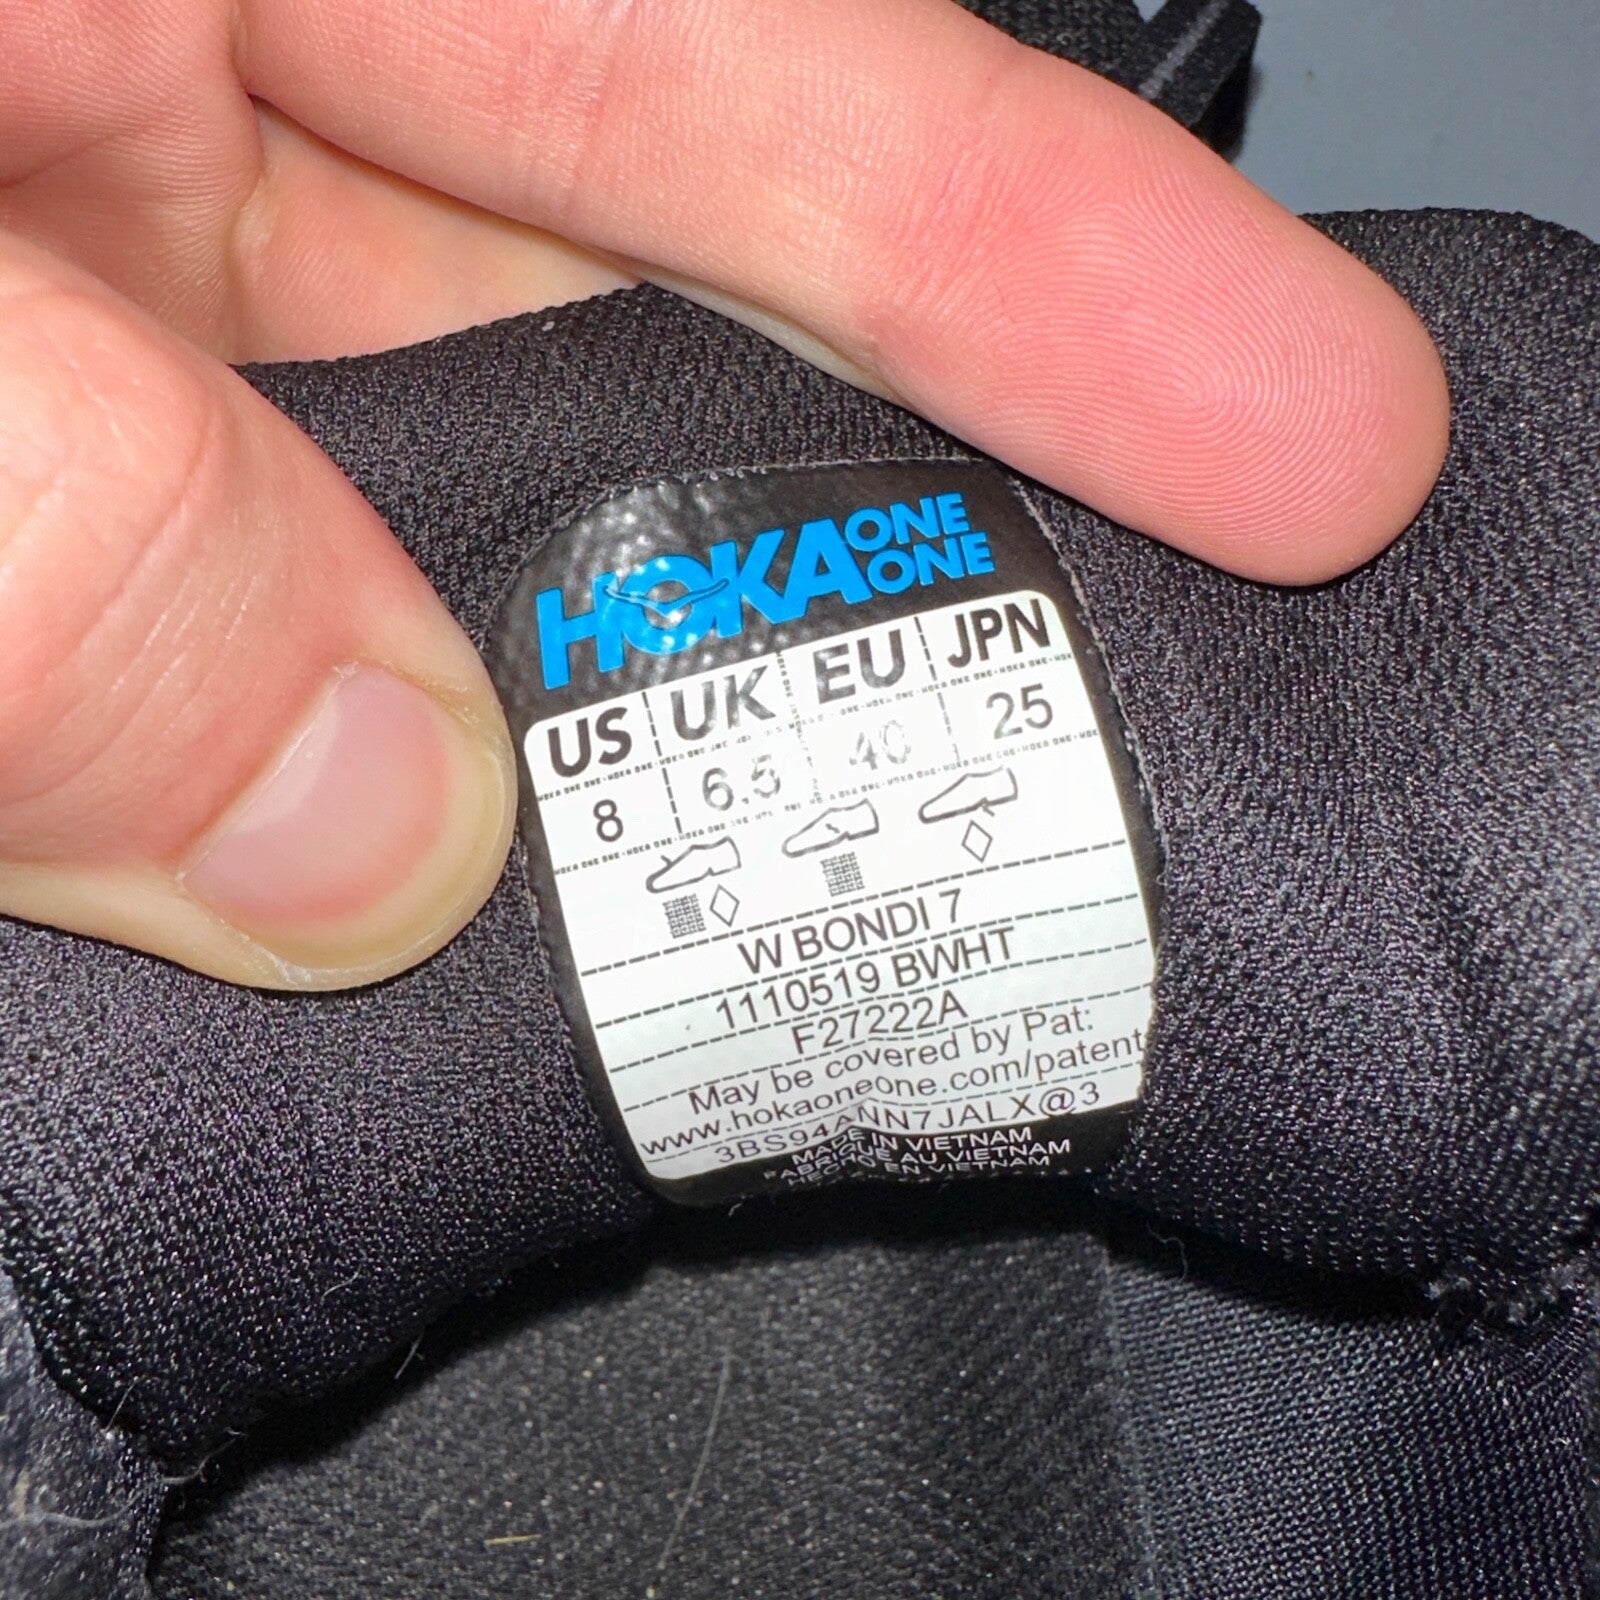 HOKA ONE ONE
US UK EU JPN
8 6.5 40 25
W BONDI 7
1110519 BWHT
F27222A
May be covered by Pat:
www.hokaoneone.com/patent
3BS94ANN7JALX@3
MADE IN VIETNAM
FABRIQUÉ AU VIETNAM
HECHO EN VIETNAM